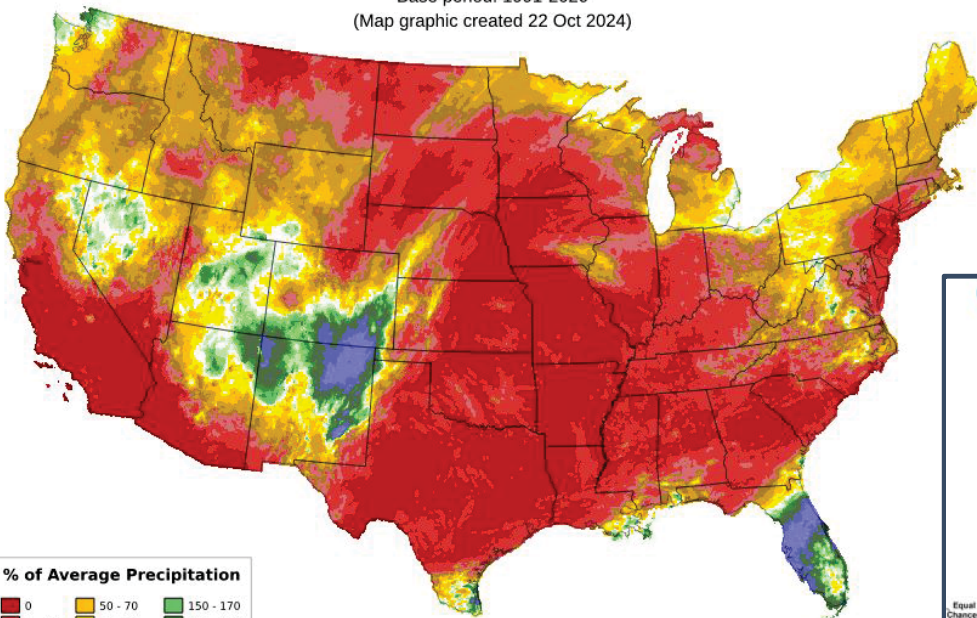 (Map graphic created 22 Oct 2024)
% of Average Precipitation
0
50 - 70
150 - 170
Equal
Chance